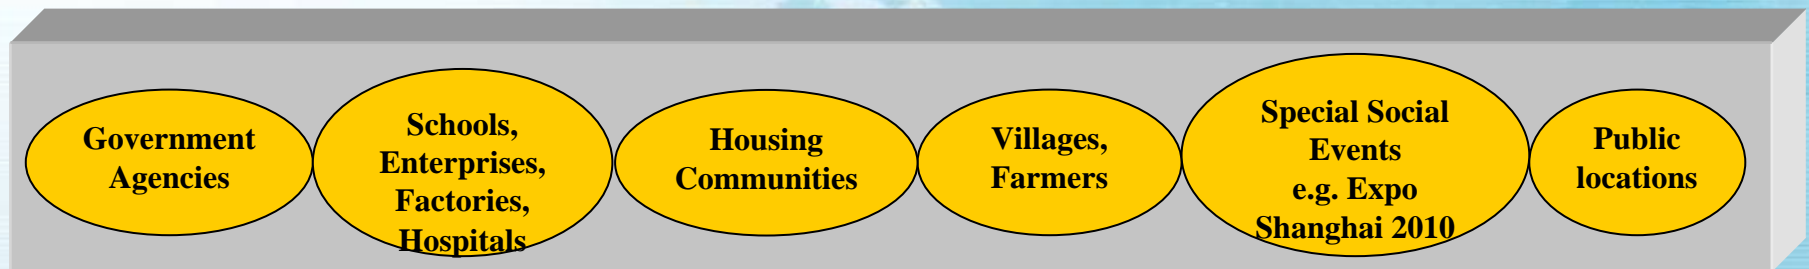 Government
Agencies
Schools,
Enterprises,
Factories,
Hospitals
Housing
Communities
Villages,
Farmers
Special Social
Events
e.g. Expo
Shanghai 2010
Public
locations